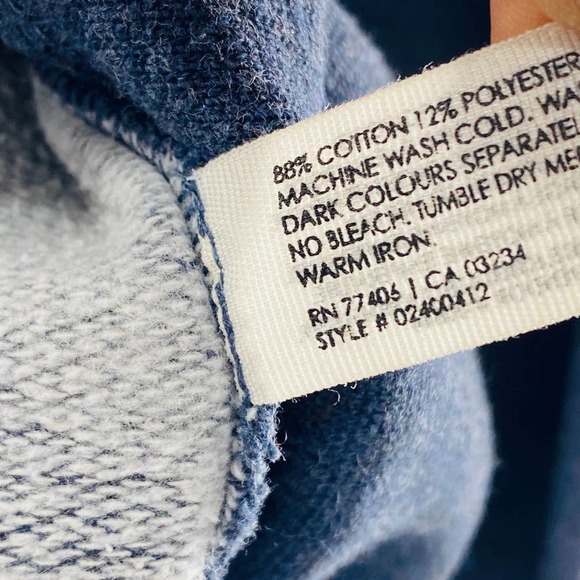 88% COTTON 12% POLYESTER
MACHINE WASH COLD. WA
DARK COLOURS SEPARATEL
NO BLEACH. TUMBLE DRY ME
WARM IRON.
RN 77406 | CA 03234
STYLE # 02400412